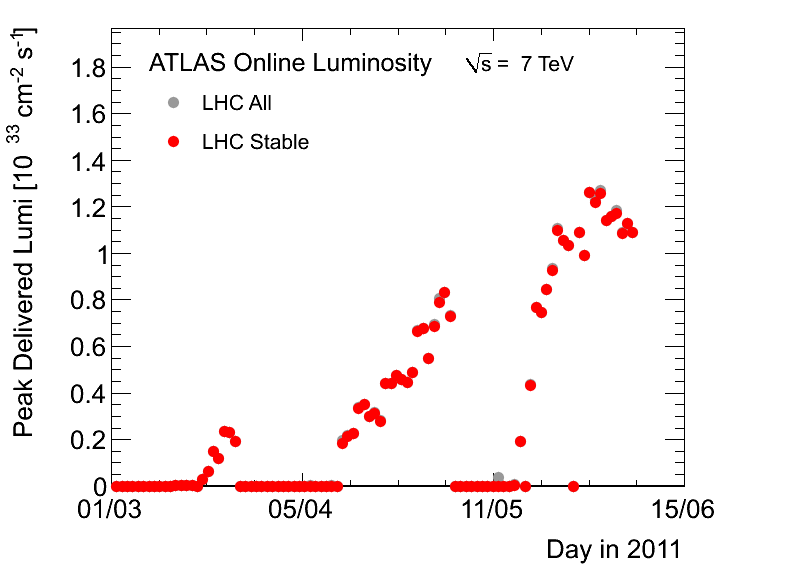 Peak Delivered Lumi [10³³ cm⁻² s⁻¹]
1.8
1.6
1.4
1.2
1
0.8
0.6
0.4
0.2
0
ATLAS Online Luminosity √s = 7 TeV
LHC All
LHC Stable
01/03 05/04 11/05 15/06
Day in 2011